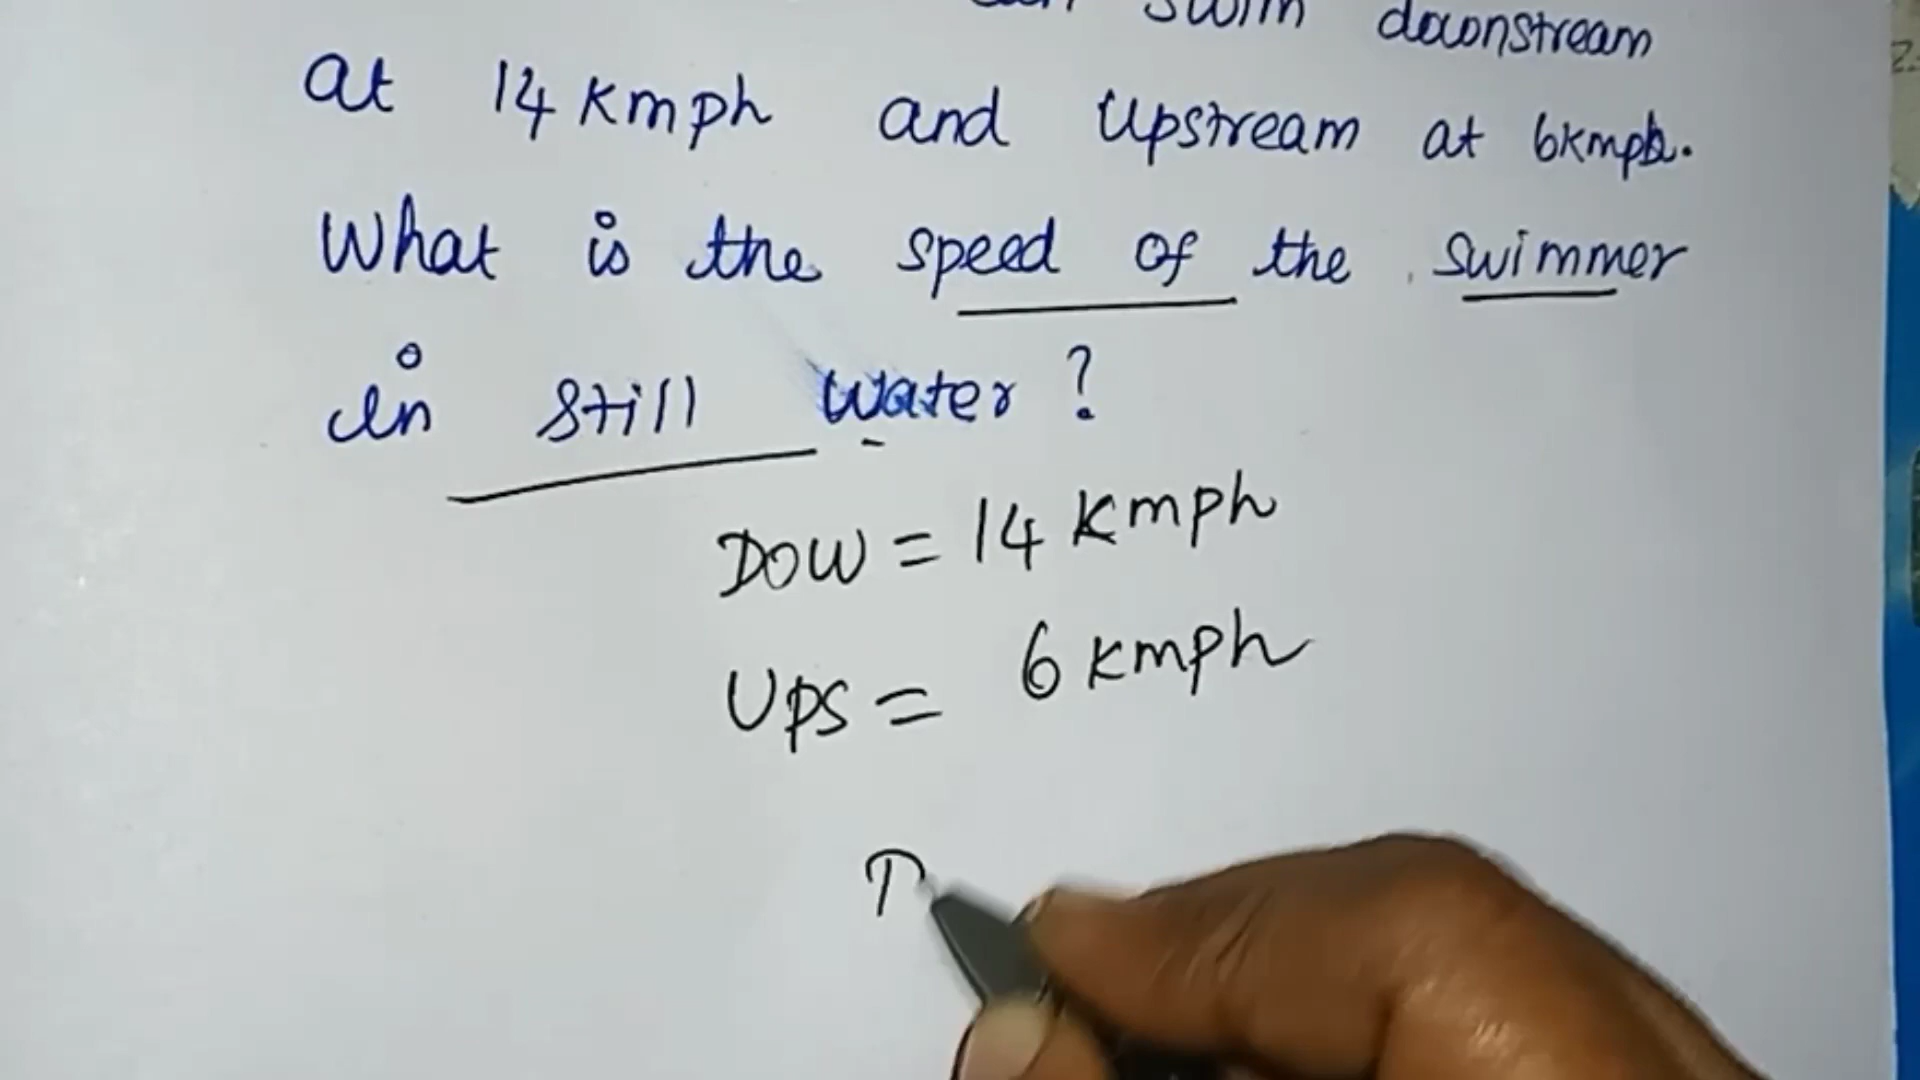 swim downstream
at 14 kmph and upstream at 6kmph.
What is the speed of the swimmer
in still water ?
DOW = 14 kmph
UPS = 6 kmph